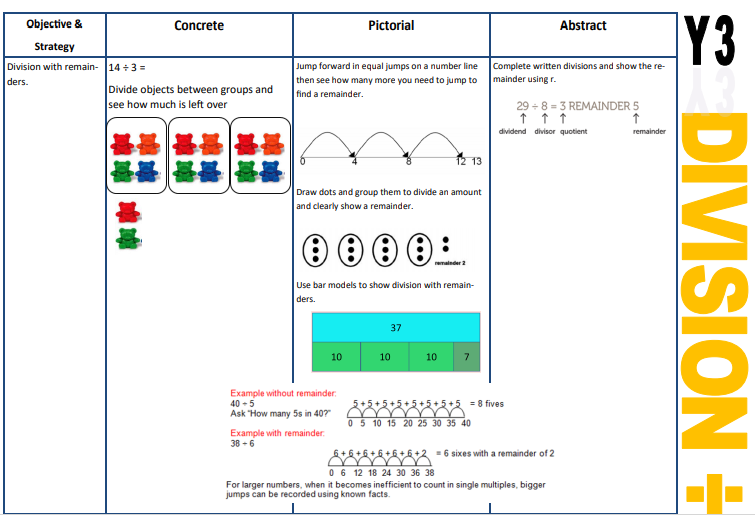 Objective &
Strategy
Concrete
Pictorial
Abstract
Y3
Division with remain-
ders.
14 ÷ 3 =
Divide objects between groups and
see how much is left over
Jump forward in equal jumps on a number line
then see how many more you need to jump to
find a remainder.
0 4 8 12 13
Draw dots and group them to divide an amount
and clearly show a remainder.
remainder 2
Use bar models to show division with remain-
ders.
37
10 10 10 7
Complete written divisions and show the re-
mainder using r.
29 ÷ 8 = 3 REMAINDER 5
dividend divisor quotient remainder
Example without remainder:
40 ÷ 5
Ask "How many 5s in 40?"
5 + 5 + 5 + 5 + 5 + 5 + 5 + 5 = 8 fives
0 5 10 15 20 25 30 35 40
Example with remainder:
38 ÷ 6
6 + 6 + 6 + 6 + 6 + 6 + 2 = 6 sixes with a remainder of 2
0 6 12 18 24 30 36 38
For larger numbers, when it becomes inefficient to count in single multiples, bigger
jumps can be recorded using known facts.
DIVISION ÷